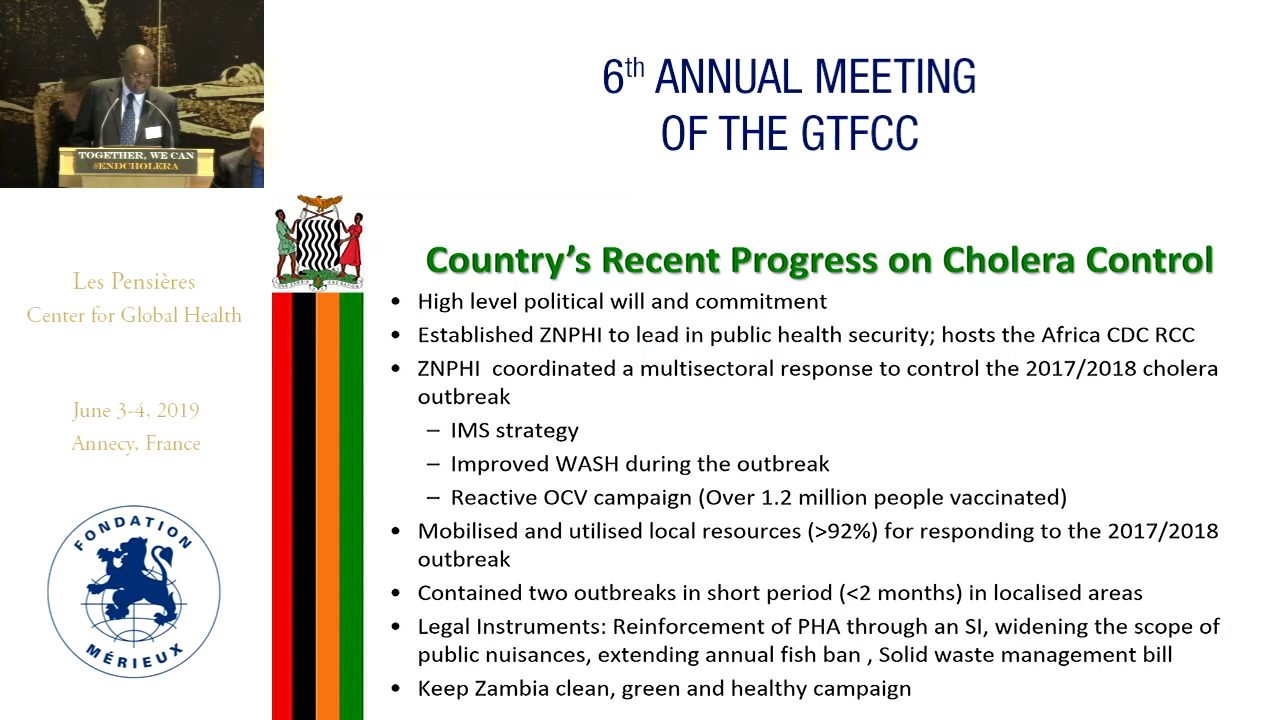 6th ANNUAL MEETING
OF THE GTFCC
TOGETHER, WE CAN
#ENDCHOLERA
Les Pensières
Center for Global Health
June 3-4, 2019
Annecy, France
FONDATION
MÉRIEUX
Country's Recent Progress on Cholera Control
• High level political will and commitment
• Established ZNPHI to lead in public health security; hosts the Africa CDC RCC
• ZNPHI  coordinated a multisectoral response to control the 2017/2018 cholera
outbreak
– IMS strategy
– Improved WASH during the outbreak
– Reactive OCV campaign (Over 1.2 million people vaccinated)
• Mobilised and utilised local resources (>92%) for responding to the 2017/2018
outbreak
• Contained two outbreaks in short period (<2 months) in localised areas
• Legal Instruments: Reinforcement of PHA through an SI, widening the scope of
public nuisances, extending annual fish ban , Solid waste management bill
• Keep Zambia clean, green and healthy campaign